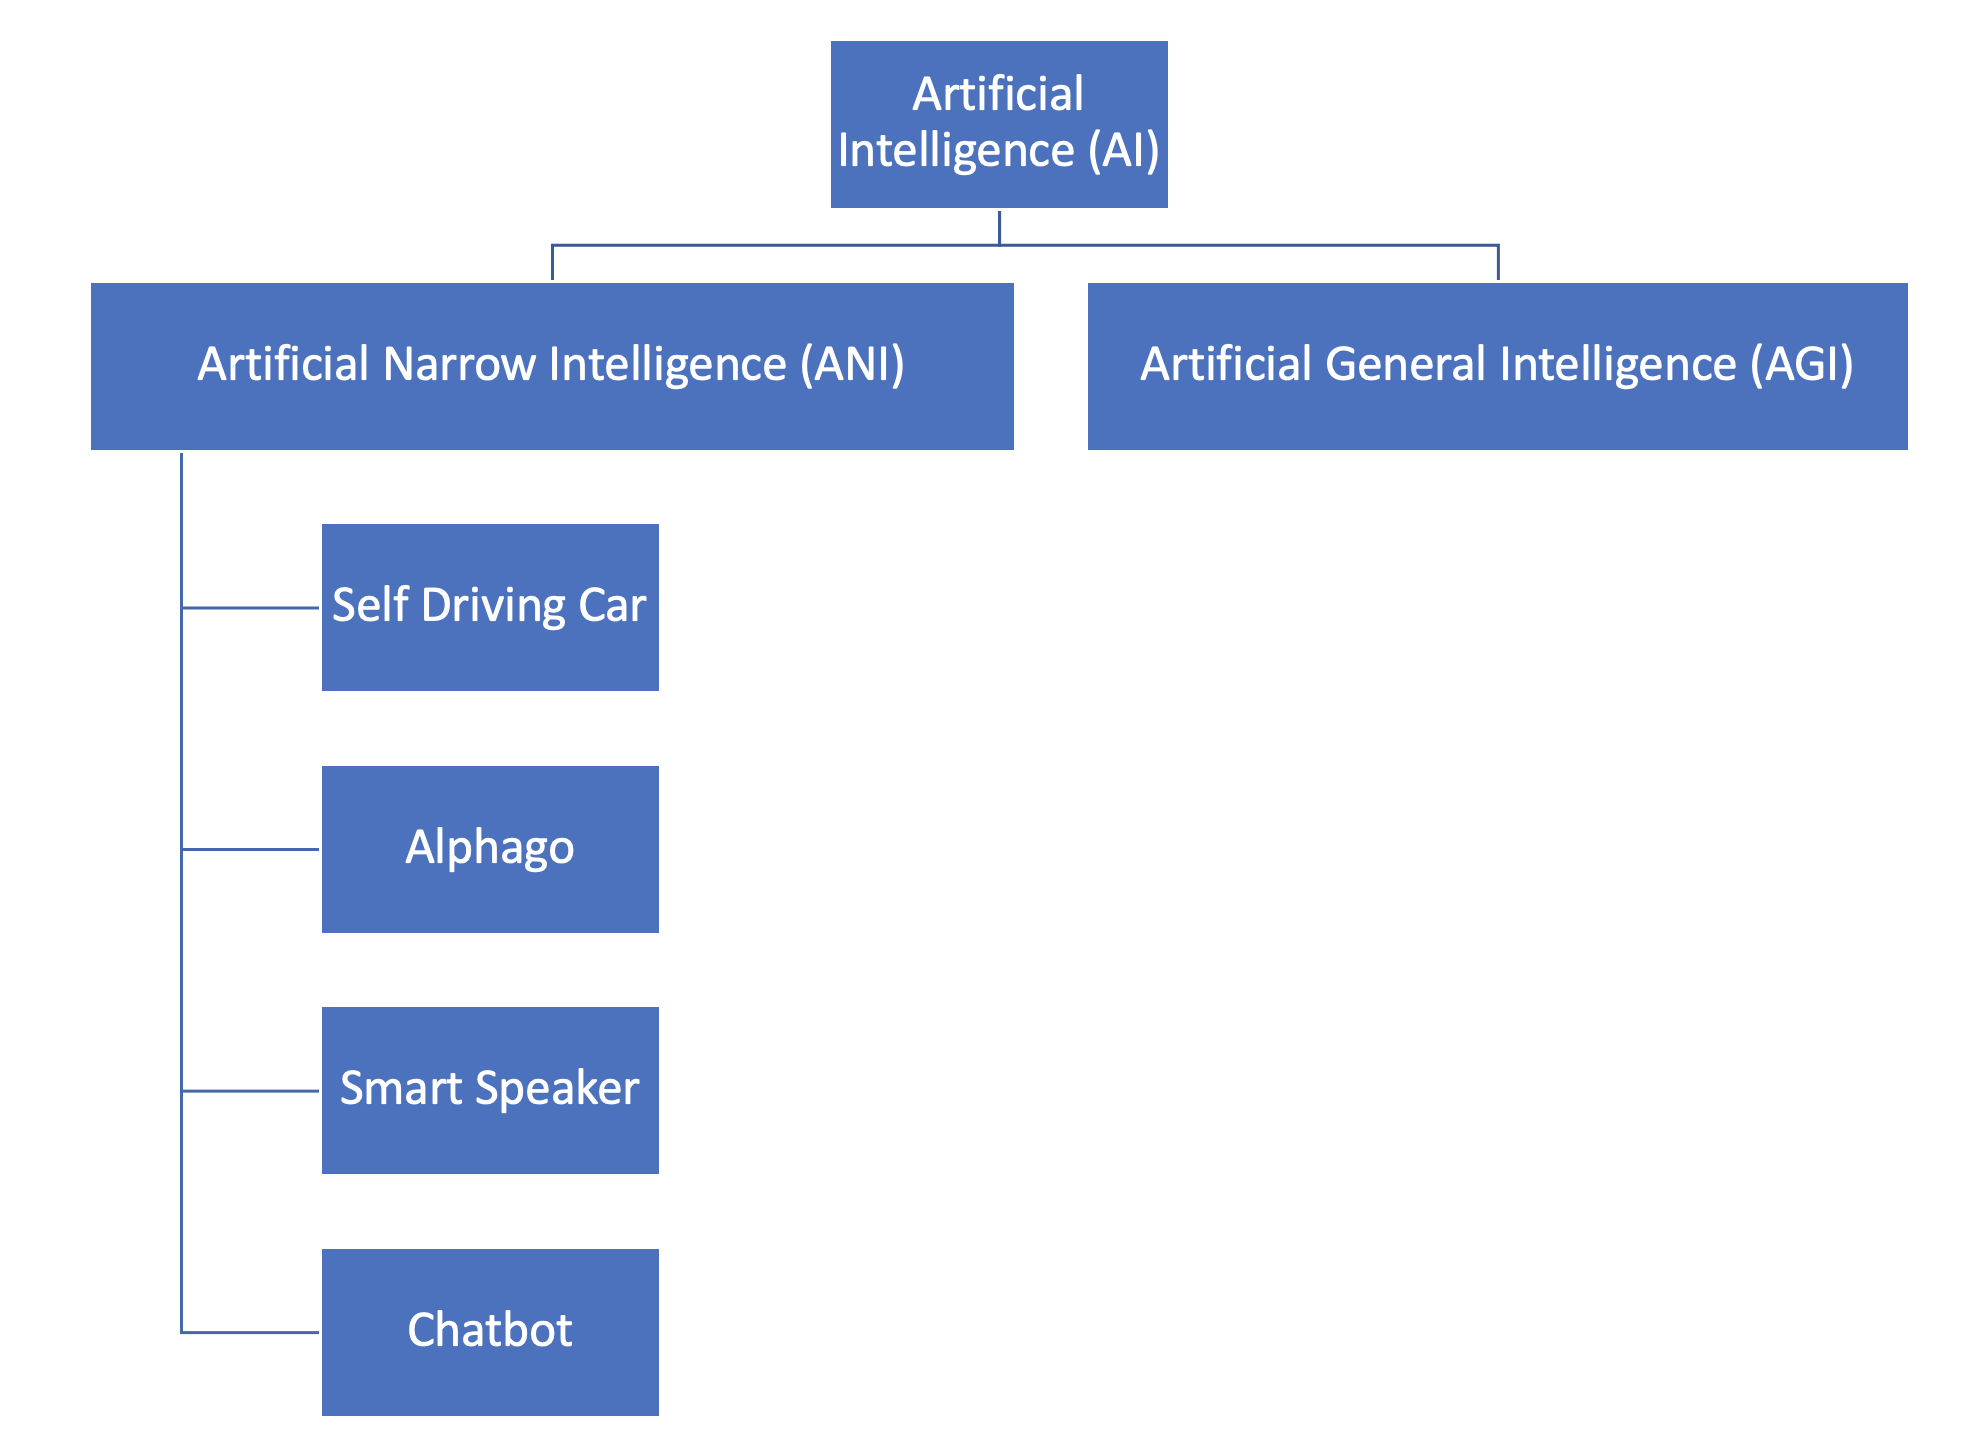 Artificial
Intelligence (AI)
Artificial Narrow Intelligence (ANI)
Artificial General Intelligence (AGI)
Self Driving Car
Alphago
Smart Speaker
Chatbot